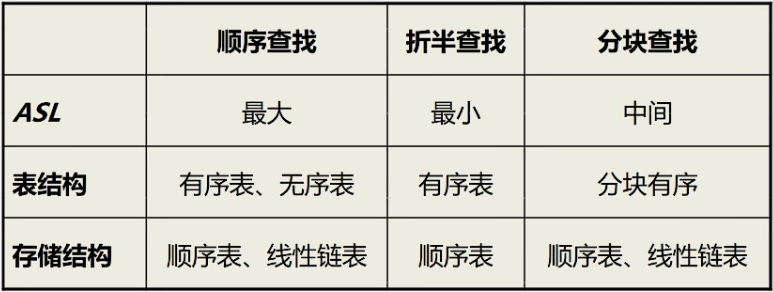 顺序查找 折半查找 分块查找
ASL 最大 最小 中间
表结构 有序表、无序表 有序表 分块有序
存储结构 顺序表、线性链表 顺序表 顺序表、线性链表